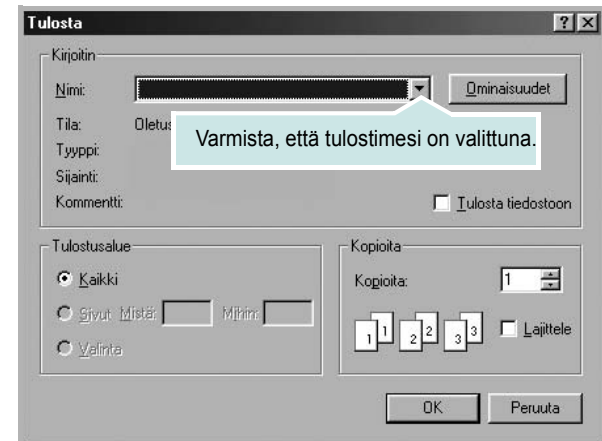 Tulosta
Kirjoitin
Nimi:
Ominaisuudet
Tila:
Varmista, että tulostimesi on valittuna.
Tyyppi:
Sijainti:
Kommentti:
Tulosta tiedostoon
Tulostusalue
Kaikki
Sivut Mistä: Mihin:
Valinta
Kopioita
Kopioita: 1
1 1 2 2 3 3
Lajittele
OK Peruuta